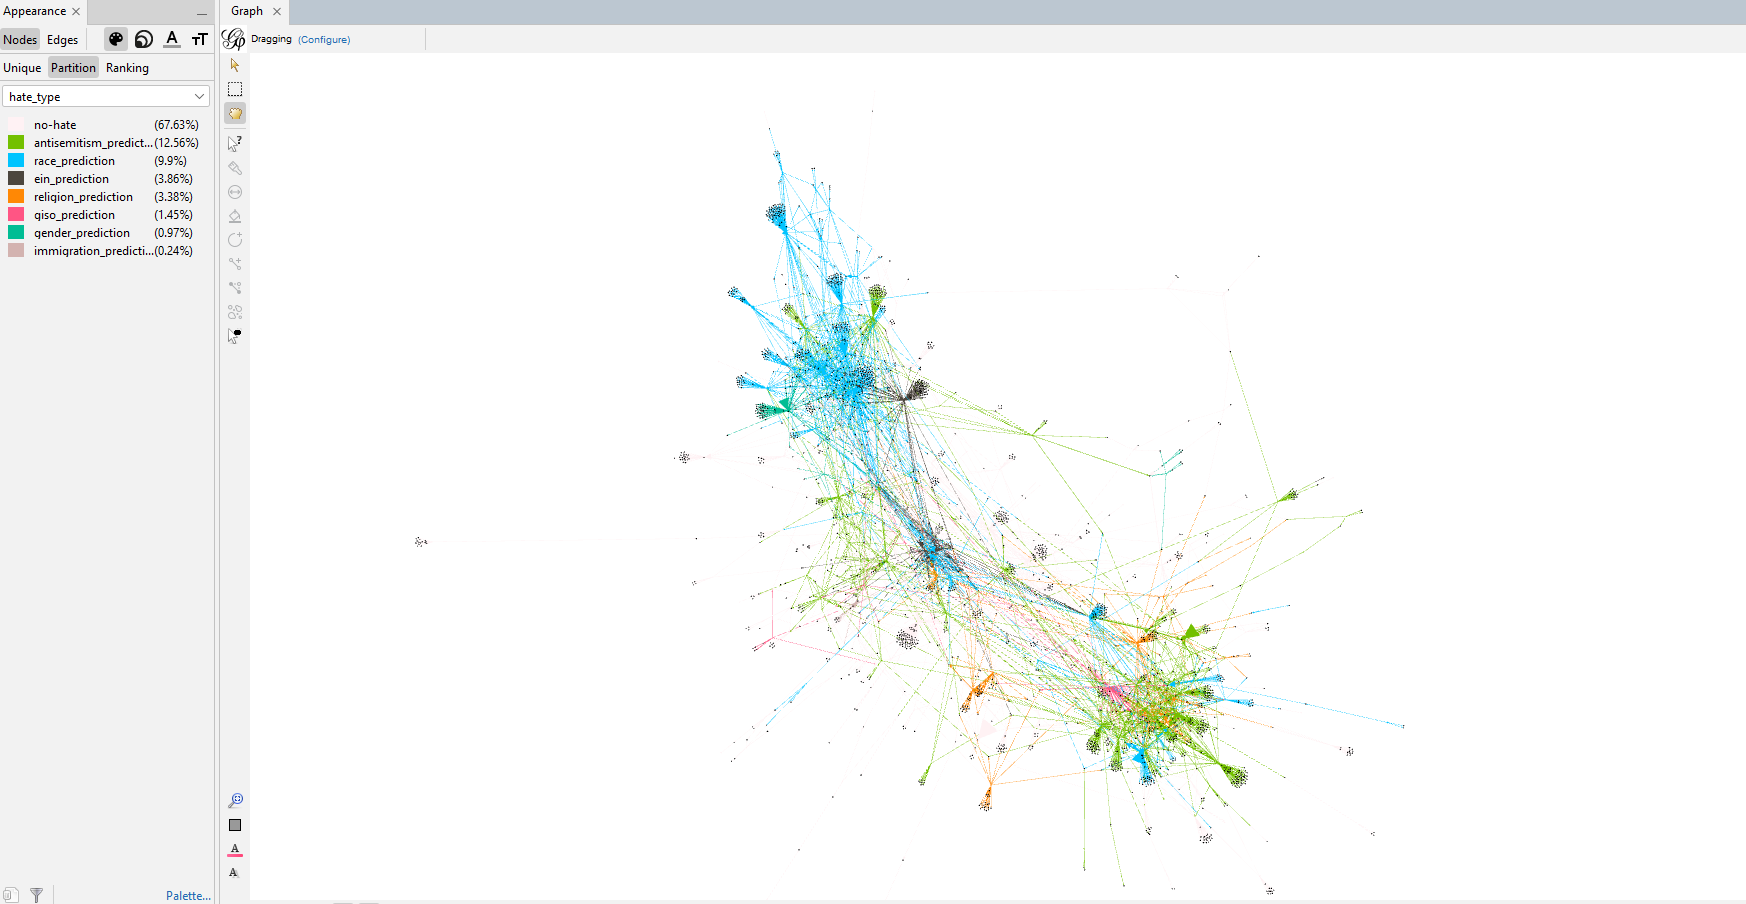 Appearance
Graph
Nodes Edges
Dragging (Configure)
Unique Partition Ranking
hate_type
no-hate (67.63%)
antisemitism_predict...(12.56%)
race_prediction (9.9%)
ein_prediction (3.86%)
religion_prediction (3.38%)
giso_prediction (1.45%)
gender_prediction (0.97%)
immigration_predicti...(0.24%)
Palette...